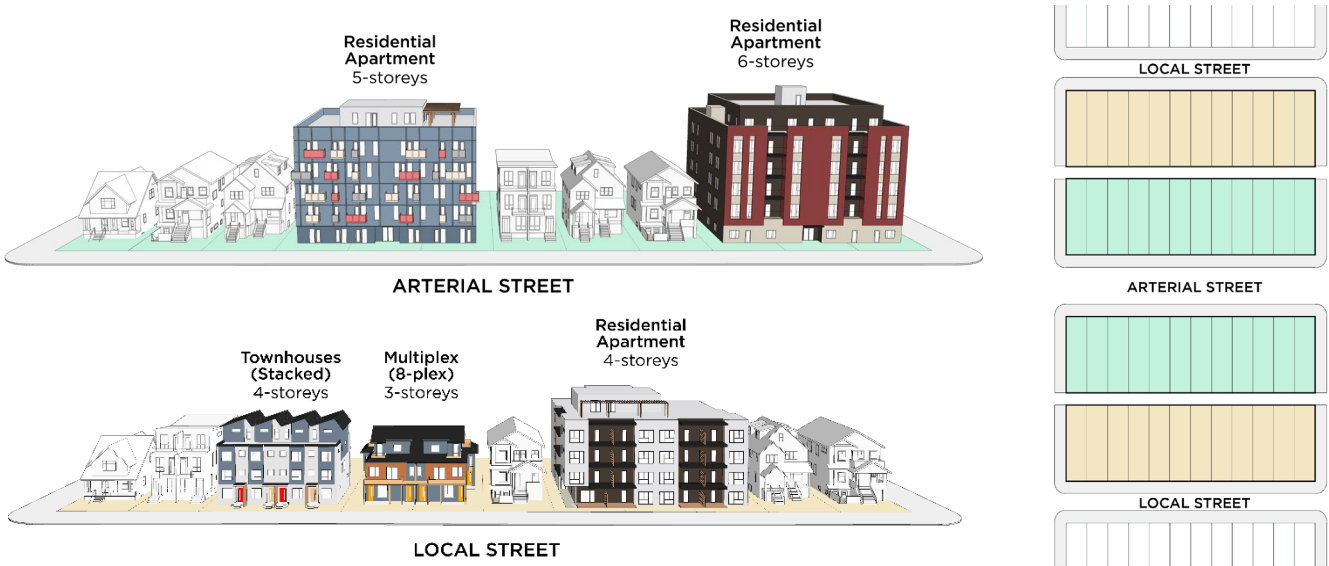 Residential
Apartment
5-storeys
Residential
Apartment
6-storeys
ARTERIAL STREET
Townhouses
(Stacked)
4-storeys
Multiplex
(8-plex)
3-storeys
Residential
Apartment
4-storeys
LOCAL STREET
LOCAL STREET
ARTERIAL STREET
LOCAL STREET